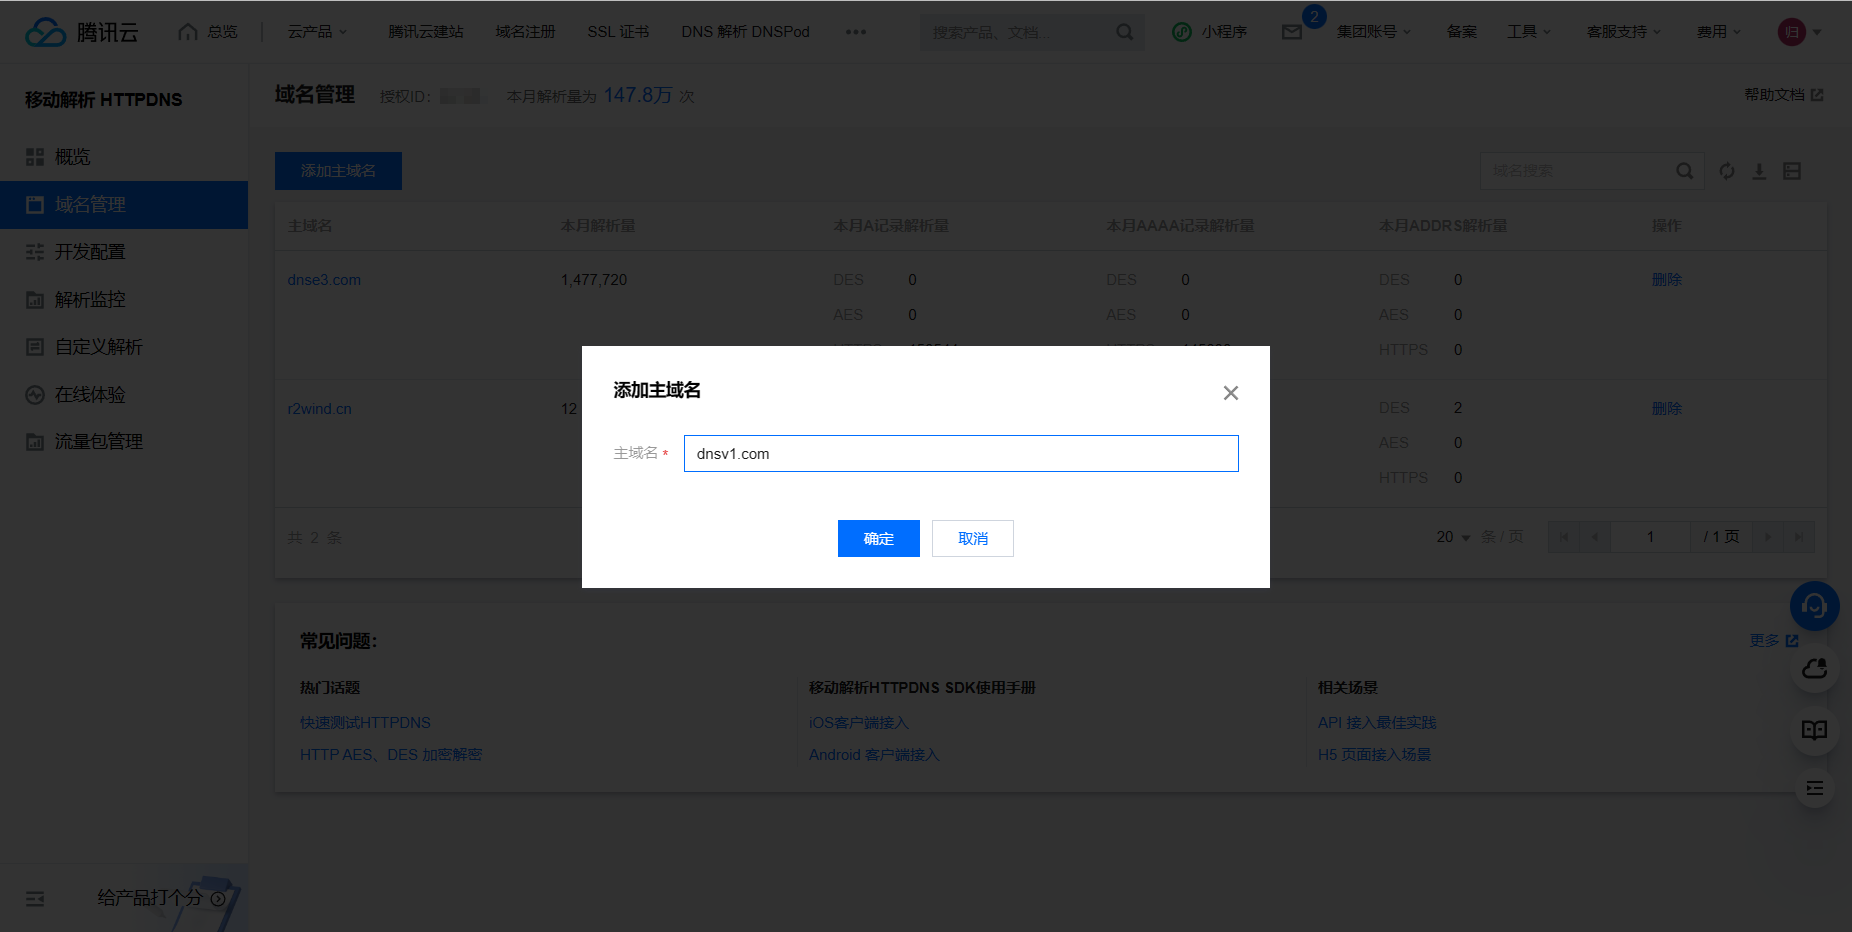 腾讯云
总览
云产品
腾讯云建站
域名注册
SSL 证书
DNS 解析 DNSPod
搜索产品、文档...
小程序
2
集团账号
备案
工具
客服支持
费用
归
移动解析 HTTPDNS
概览
域名管理
开发配置
解析监控
自定义解析
在线体验
流量包管理
给产品打个分
域名管理
授权ID:
本月解析量为 147.8万 次
帮助文档
添加主域名
域名搜索
主域名 本月解析量 本月A记录解析量 本月AAAA记录解析量 本月ADDRS解析量 操作
dnse3.com 1,477,720 DES 0 DES 0 DES 0 删除
AES 0 AES 0 AES 0
HTTPS 0
r2wind.cn 12 DES 2 删除
AES 0
HTTPS 0
共 2 条
20 条 / 页 1 / 1 页
添加主域名
主域名 * dnsv1.com
确定 取消
常见问题:
更多
热门话题
快速测试HTTPDNS
HTTP AES、DES 加密解密
移动解析HTTPDNS SDK使用手册
iOS客户端接入
Android 客户端接入
相关场景
API 接入最佳实践
H5 页面接入场景